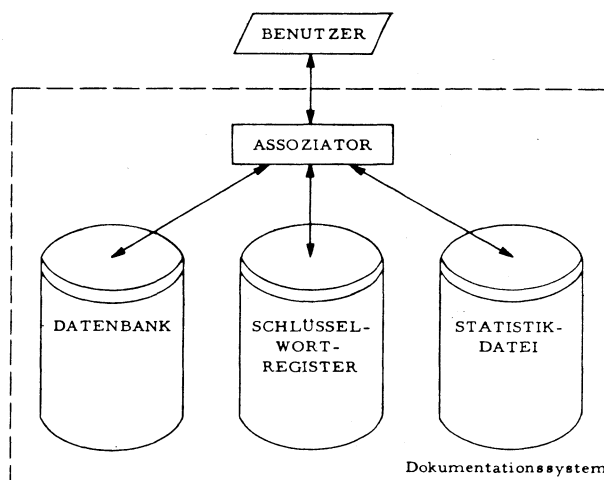 BENUTZER
ASSOZIATOR
DATENBANK
SCHLÜSSEL-
WORT-
REGISTER
STATISTIK-
DATEI
Dokumentationssystem